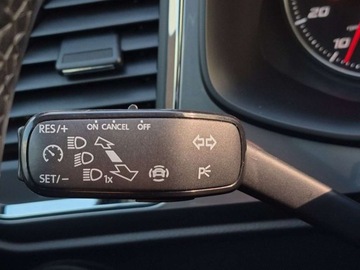 RES/+ ON CANCEL OFF
SET/- 1x
20
10